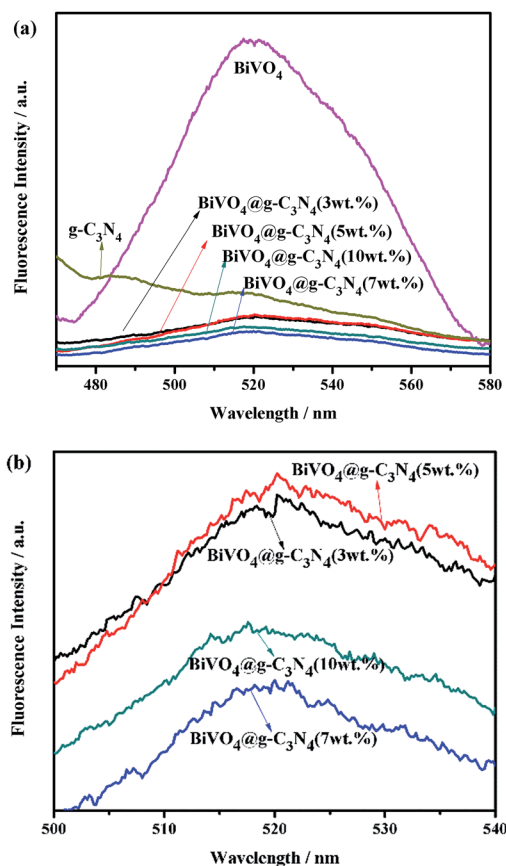 (a)
Fluorescence Intensity / a.u.
BiVO₄
BiVO₄@g-C₃N₄(3wt.%)
g-C₃N₄
BiVO₄@g-C₃N₄(5wt.%)
BiVO₄@g-C₃N₄(10wt.%)
BiVO₄@g-C₃N₄(7wt.%)
480 500 520 540 560 580
Wavelength / nm
(b)
Fluorescence Intensity / a.u.
BiVO₄@g-C₃N₄(5wt.%)
BiVO₄@g-C₃N₄(3wt.%)
BiVO₄@g-C₃N₄(10wt.%)
BiVO₄@g-C₃N₄(7wt.%)
500 510 520 530 540
Wavelength / nm